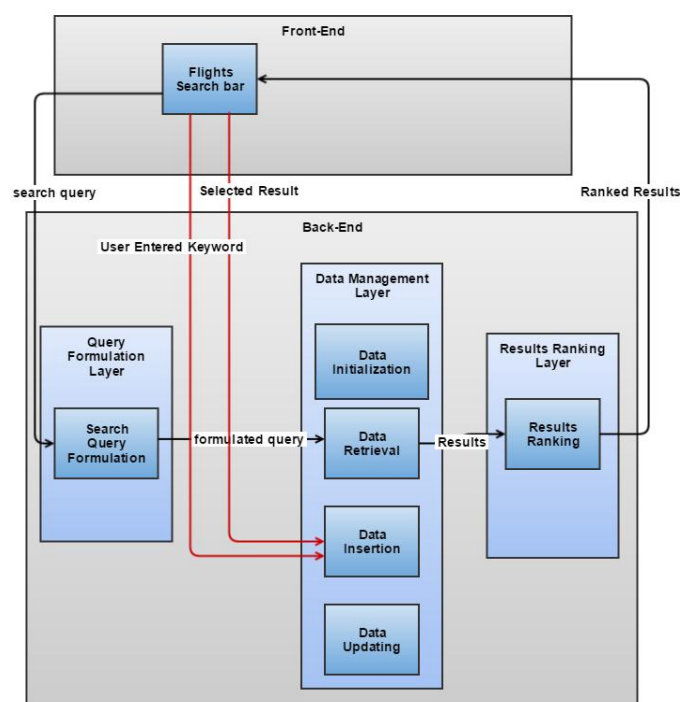 Front-End
Flights
Search bar
search query
Selected Result
Ranked Results
Back-End
User Entered Keyword
Data Management
Layer
Query
Formulation
Layer
Data
Initialization
Results Ranking
Layer
Search
Query
Formulation
formulated query
Data
Retrieval
Results
Results
Ranking
Data
Insertion
Data
Updating